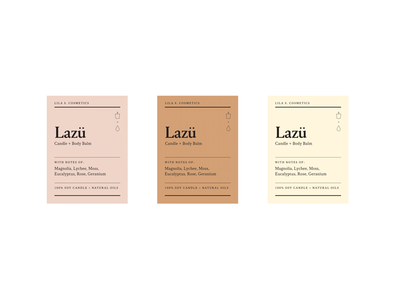 LILA S. COSMETICS
Lazü
Candle + Body Balm
WITH NOTES OF:
Magnolia, Lychee, Moss,
Eucalyptus, Rose, Geranium
100% SOY CANDLE + NATURAL OILS
LILA S. COSMETICS
Lazü
Candle + Body Balm
WITH NOTES OF:
Magnolia, Lychee, Moss,
Eucalyptus, Rose, Geranium
100% SOY CANDLE + NATURAL OILS
LILA S. COSMETICS
Lazü
Candle + Body Balm
WITH NOTES OF:
Magnolia, Lychee, Moss,
Eucalyptus, Rose, Geranium
100% SOY CANDLE + NATURAL OILS